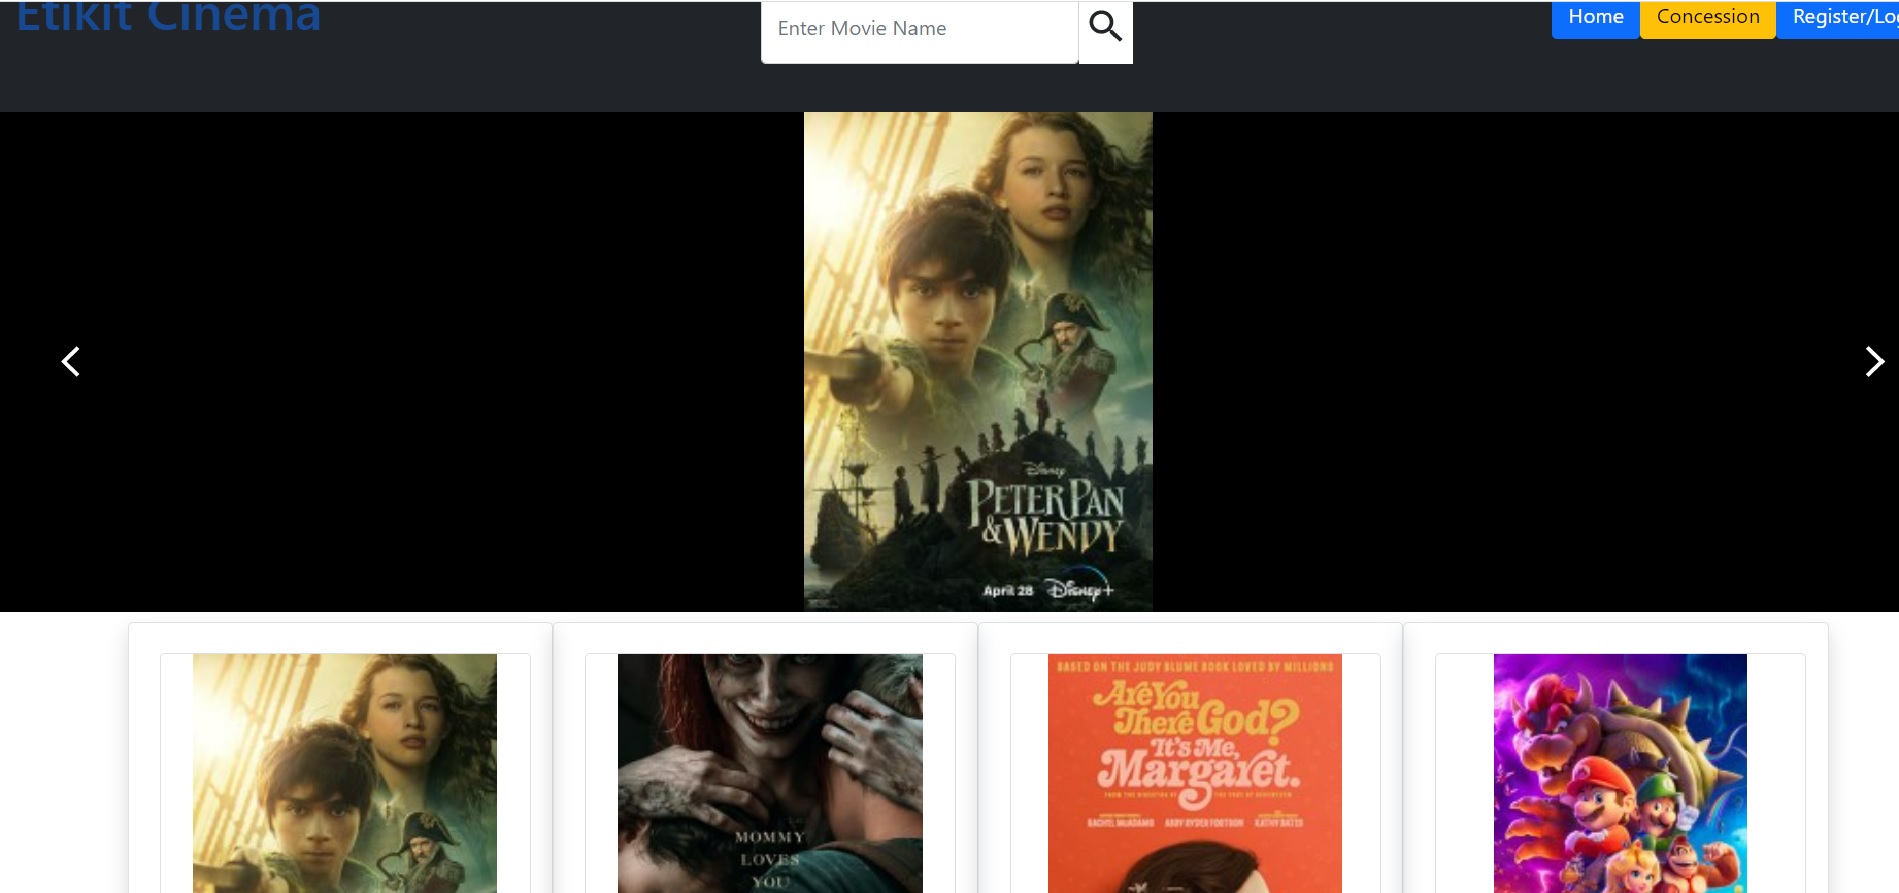 Etikit Cinema
Enter Movie Name
Home
Concession
Register/Log
Disney
PETER PAN
& WENDY
April 28 Disney+
MOMMY
LOVES
YOU
BASED ON THE JUDY BLUME BOOK LOVED BY MILLIONS
Are You
There God?
It's Me,
Margaret.
RACHEL McADAMS ABBY RYDER FORTSON KATHY BATES